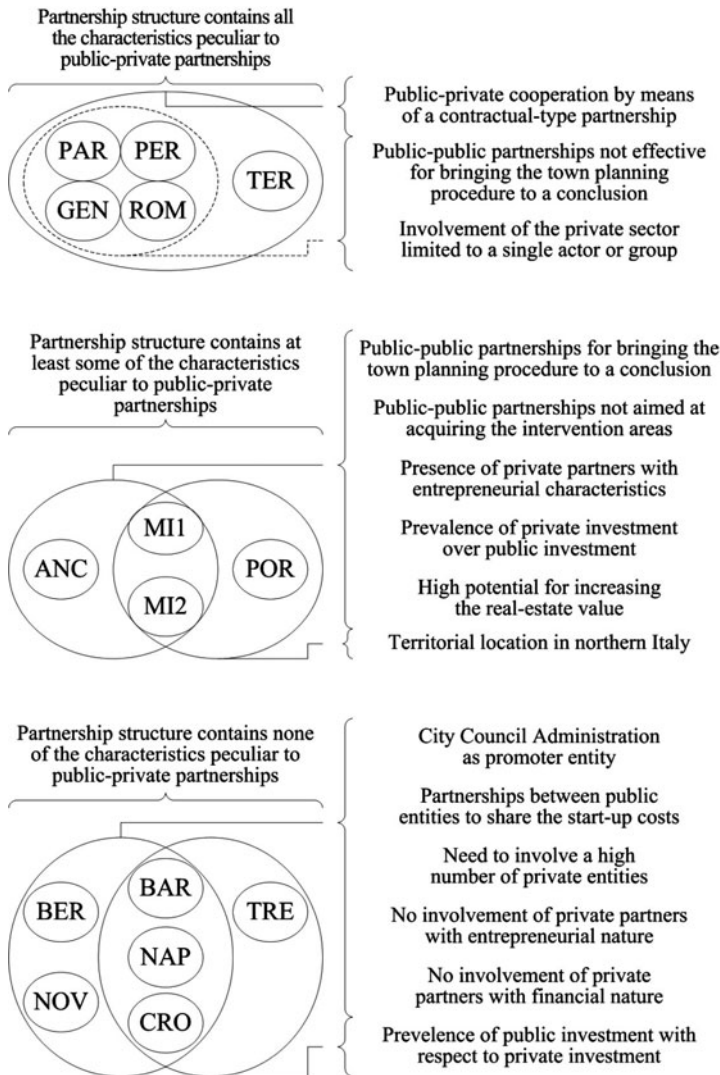 Partnership structure contains all
the characteristics peculiar to
public-private partnerships
Public-private cooperation by means
of a contractual-type partnership
Public-public partnerships not effective
for bringing the town planning
procedure to a conclusion
Involvement of the private sector
limited to a single actor or group
PAR
PER
TER
GEN
ROM
Partnership structure contains at
least some of the characteristics
peculiar to public-private
partnerships
Public-public partnerships for bringing the
town planning procedure to a conclusion
Public-public partnerships not aimed at
acquiring the intervention areas
Presence of private partners with
entrepreneurial characteristics
Prevalence of private investment
over public investment
High potential for increasing
the real-estate value
Territorial location in northern Italy
ANC
MI1
MI2
POR
Partnership structure contains none
of the characteristics peculiar to
public-private partnerships
City Council Administration
as promoter entity
Partnerships between public
entities to share the start-up costs
Need to involve a high
number of private entities
No involvement of private partners
with entrepreneurial nature
No involvement of private
partners with financial nature
Prevelence of public investment with
respect to private investment
BER
BAR
TRE
NAP
NOV
CRO